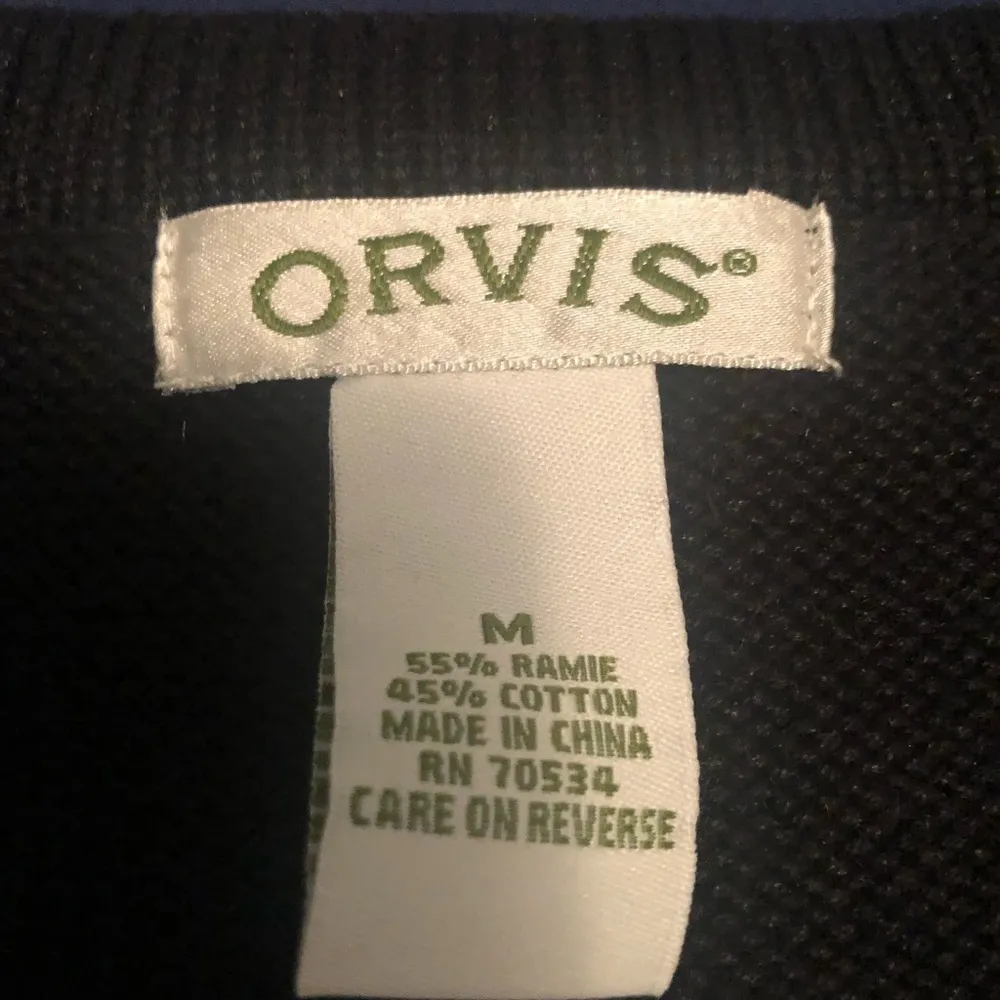 ORVIS®
M
55% RAMIE
45% COTTON
MADE IN CHINA
RN 70534
CARE ON REVERSE